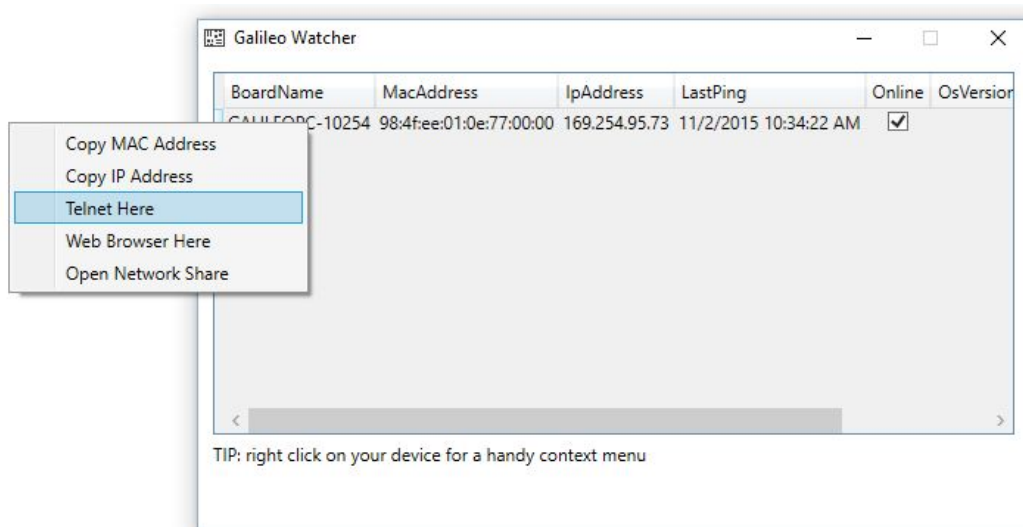 Galileo Watcher
BoardName MacAddress IpAddress LastPing Online OsVersion
GALILEOPC-10254 98:4f:ee:01:0e:77:00:00 169.254.95.73 11/2/2015 10:34:22 AM
Copy MAC Address
Copy IP Address
Telnet Here
Web Browser Here
Open Network Share
TIP: right click on your device for a handy context menu